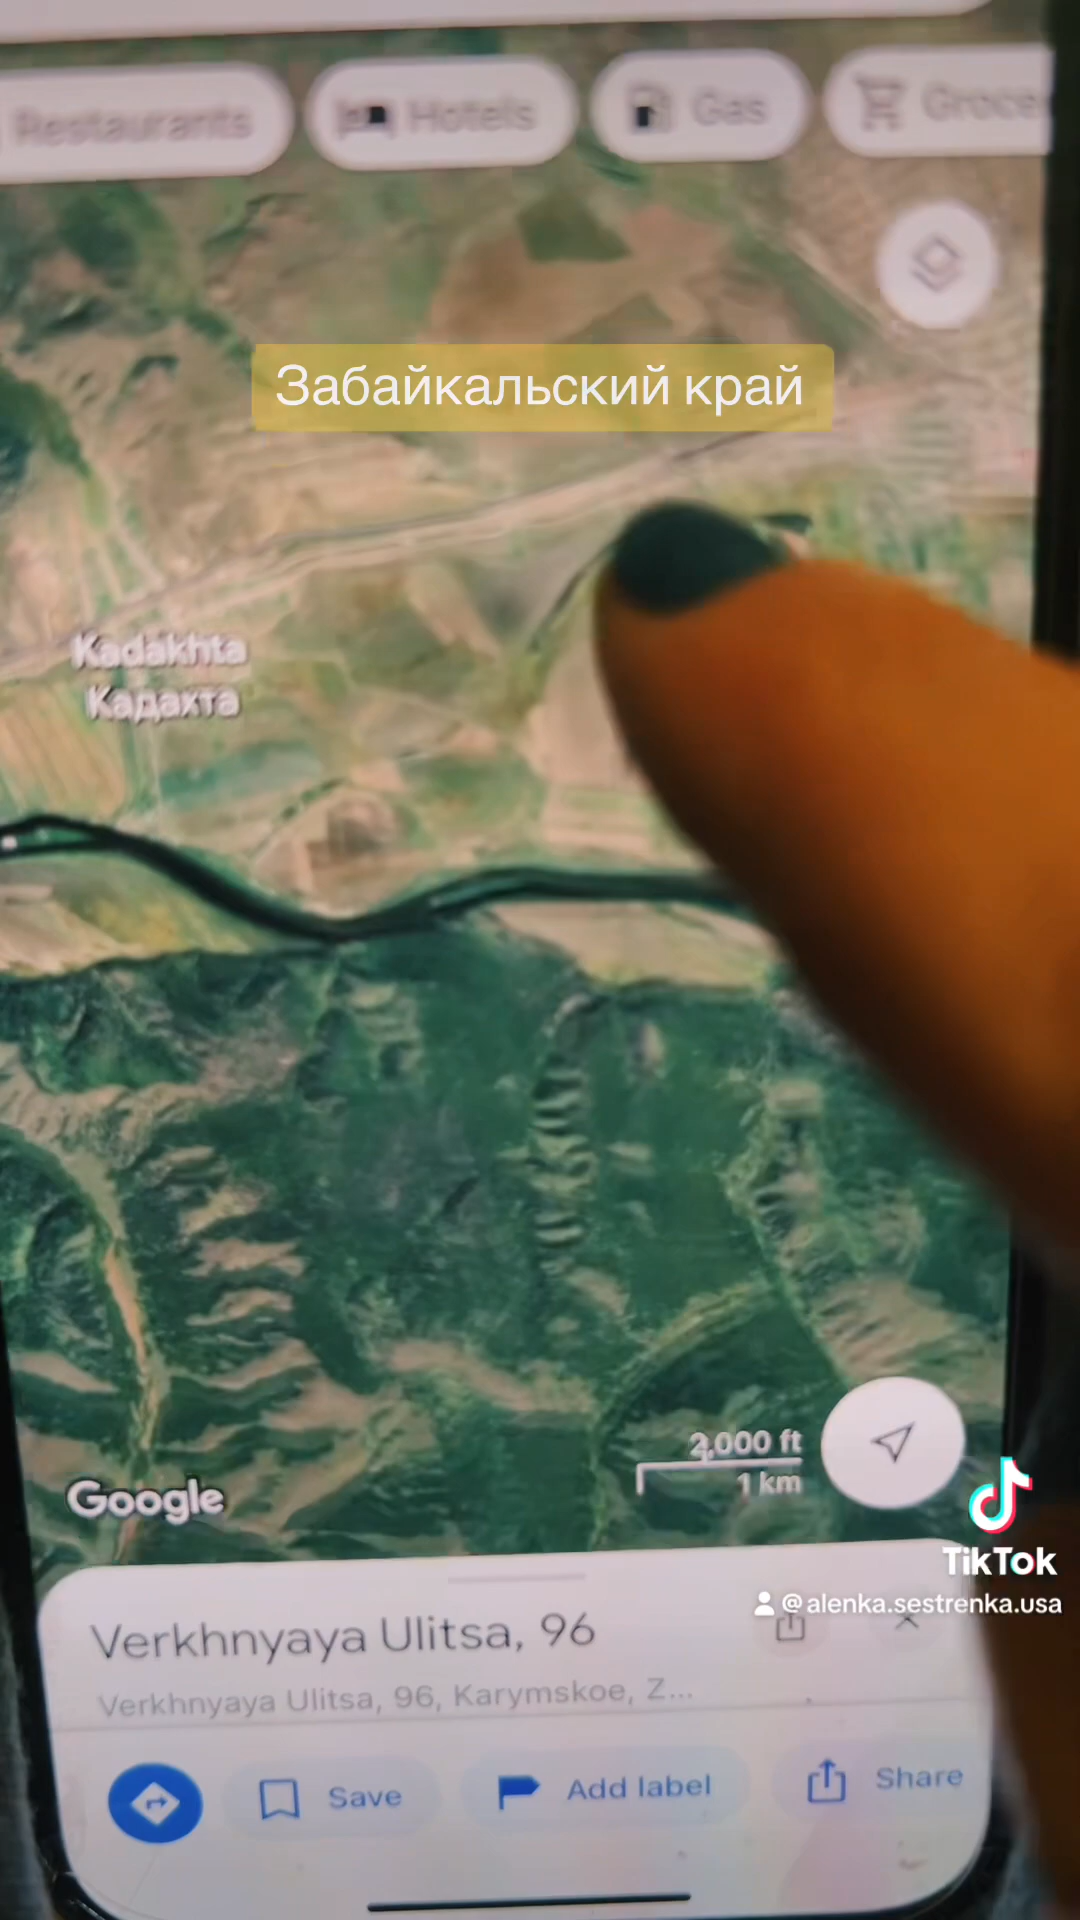 Restaurants
Hotels
Gas
Groce
Забайкальский край
Kadakhta
Кадахта
2,000 ft
1 km
Google
TikTok
@alenka.sestrenka.usa
Verkhnyaya Ulitsa, 96
Verkhnyaya Ulitsa, 96, Karymskoe, Z...
Save
Add label
Share